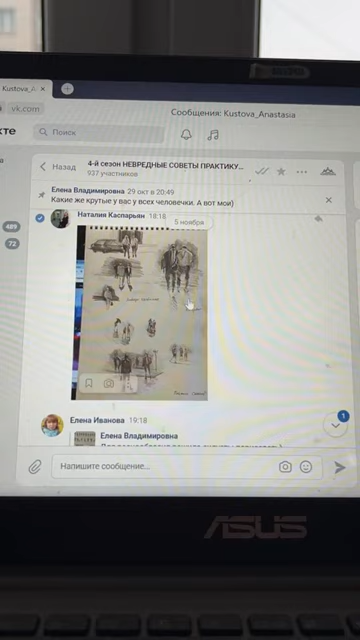 Kustova_A
vk.com
Сообщения: Kustova_Anastasia
кте
Поиск
Назад
4-й сезон НЕВРЕДНЫЕ СОВЕТЫ ПРАКТИКУ...
937 участников
Елена Владимировна 29 окт в 20:49
Какие же крутые у вас у всех человечки. А вот мои)
Наталия Каспарьян 18:18
5 ноября
489
72
Елена Иванова 19:18
Елена Владимировна
1
Напишите сообщение...
ASUS